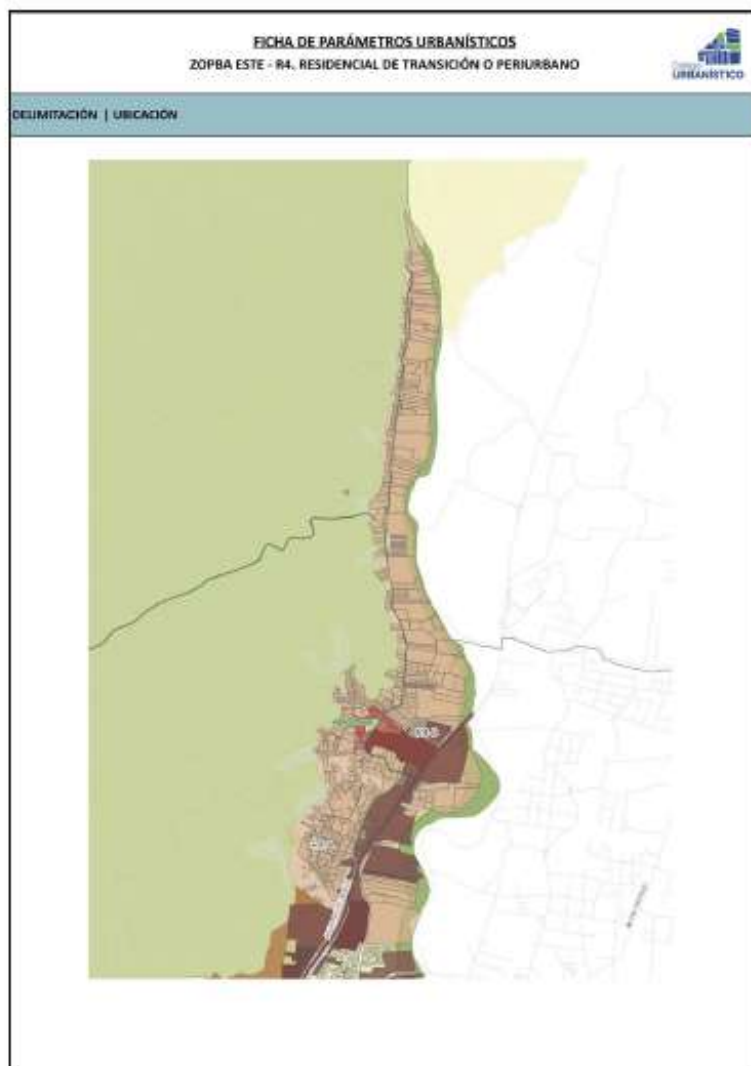 FICHA DE PARÁMETROS URBANÍSTICOS
ZOPBA ESTE - R4. RESIDENCIAL DE TRANSICIÓN O PERIURBANO
URBANÍSTICO
DELIMITACIÓN | UBICACIÓN